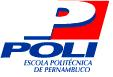 POLI
ESCOLA POLITÉCNICA
DE PERNAMBUCO